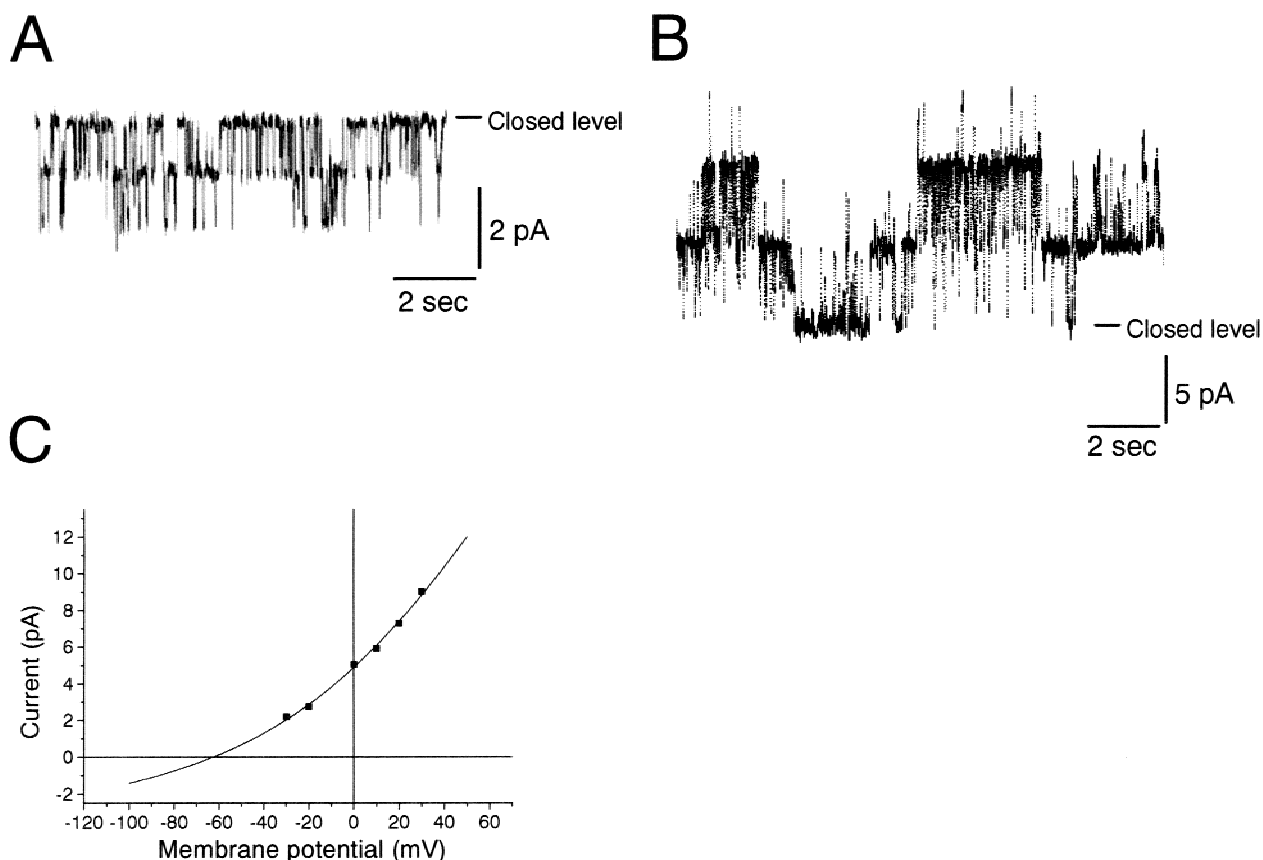 A
Closed level
2 pA
2 sec
B
Closed level
5 pA
2 sec
C
Current (pA)
12
10
8
6
4
2
0
-2
-120 -100 -80 -60 -40 -20 0 20 40 60
Membrane potential (mV)